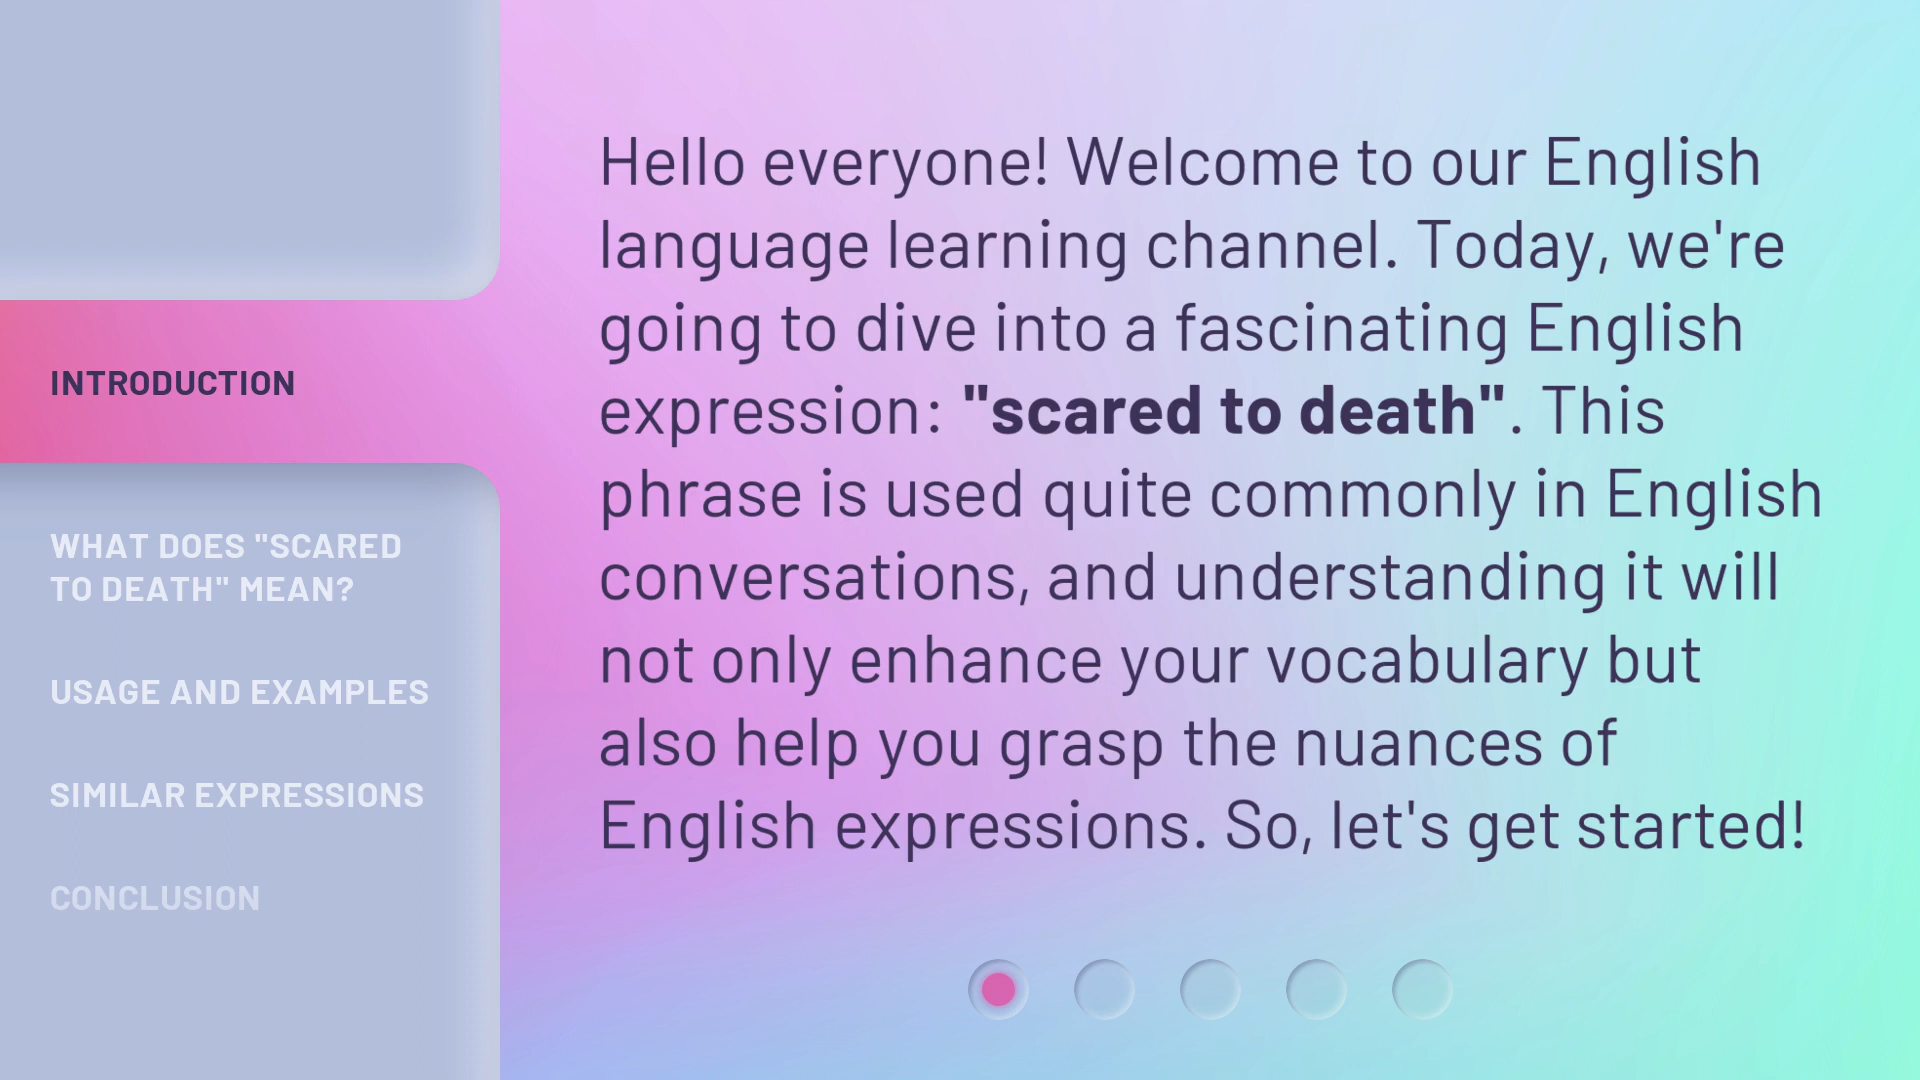 INTRODUCTION
WHAT DOES "SCARED
TO DEATH" MEAN?
USAGE AND EXAMPLES
SIMILAR EXPRESSIONS
CONCLUSION
Hello everyone! Welcome to our English
language learning channel. Today, we're
going to dive into a fascinating English
expression: "scared to death". This
phrase is used quite commonly in English
conversations, and understanding it will
not only enhance your vocabulary but
also help you grasp the nuances of
English expressions. So, let's get started!